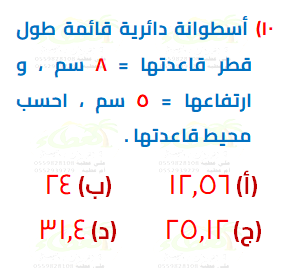 ١٠) أسطوانة دائرية قائمة طول
قطر قاعدتها = ٨ سم ، و
ارتفاعها = ٥ سم ، احسب
محيط قاعدتها .
(أ) ١٢,٥٦ (ب) ٢٤
(ج) ٢٥,١٢ (د) ٣١,٤